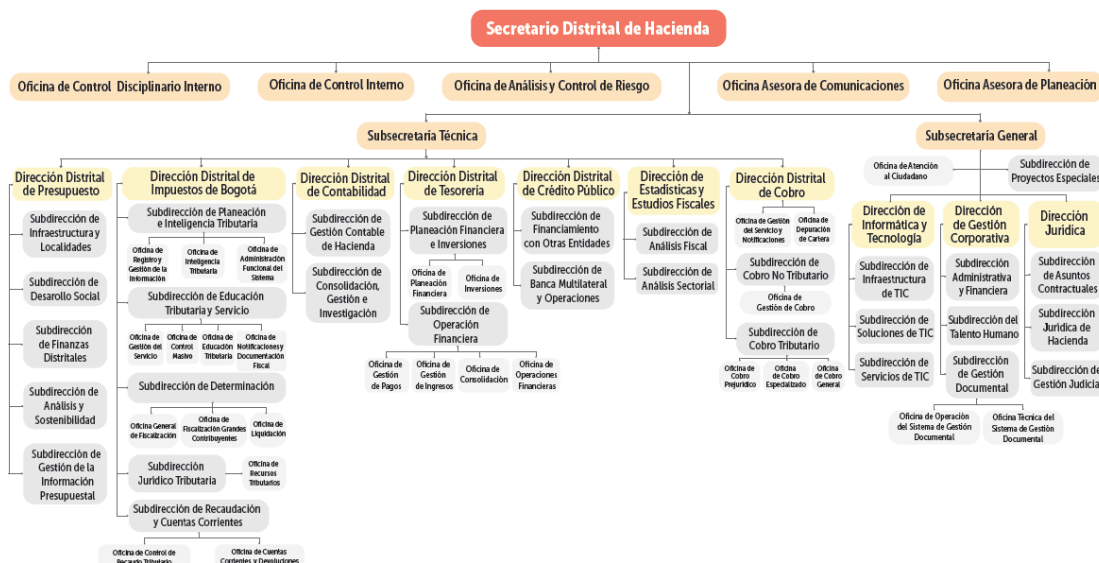 Secretario Distrital de Hacienda
Oficina de Control Disciplinario Interno
Oficina de Control Interno
Oficina de Análisis y Control de Riesgo
Oficina Asesora de Comunicaciones
Oficina Asesora de Planeación
Subsecretaría Técnica
Subsecretaría General
Dirección Distrital
de Presupuesto
Subdirección de
Infraestructura y
Localidades
Subdirección de
Desarollo Social
Subdirección
de Finanzas
Distritales
Subdirección
de Análisis y
Sostenibilidad
Subdirección de
Gestión de la
Información
Presupuestal
Dirección Distrital de
Impuestos de Bogotá
Subdirección de Planeación
e Inteligencia Tributaria
Oficina de
Registro y
Gestión de la
Información
Oficina de
Inteligencia
Tributaria
Oficina de
Administración
Funcional del
Sistema
Subdirección de Educación
Tributaria y Servicio
Oficina de
Gestión del
Servicio
Oficina de
Control
Masivo
Oficina de
Educación
Tributaria
Oficina de
Notificaciones y
Documentación
Fiscal
Subdirección de Determinación
Oficina General
de Fiscalización
Oficina de
Fiscalización Grandes
Contribuyentes
Oficina de
Liquidación
Subdirección
Jurídico Tributaria
Oficina de
Recursos
Tributarios
Subdirección de Recaudación
y Cuentas Corrientes
Oficina de Control de
Recaudo Tributario
Oficina de Cuentas
Corrientes y Devoluciones
Dirección Distrital
de Contabilidad
Subdirección de
Gestión Contable
de Hacienda
Subdirección de
Consolidación,
Gestión e
Investigación
Dirección Distrital
de Tesorería
Subdirección de
Planeación Financiera
e Inversiones
Oficina de
Planeación
Financiera
Oficina de
Inversiones
Subdirección de
Operación
Financiera
Oficina de
Gestión
de Pagos
Oficina de
Gestión
de Ingresos
Oficina de
Consolidación
Oficina de
Operaciones
Financieras
Dirección Distrital
de Crédito Público
Subdirección de
Financiamiento
con Otras Entidades
Subdirección de
Banca Multilateral
y Operaciones
Dirección de
Estadísticas y
Estudios Fiscales
Subdirección de
Análisis Fiscal
Subdirección de
Análisis Sectorial
Dirección Distrital
de Cobro
Oficina de Gestión
del Servicio y
Notificaciones
Oficina de
Depuración
de Cartera
Subdirección de
Cobro No Tributario
Oficina de
Gestión de Cobro
Subdirección de
Cobro Tributario
Oficina de
Cobro
Prejurídico
Oficina
de Cobro
Especializado
Oficina
de Cobro
General
Oficina de Atención
al Ciudadano
Subdirección de
Proyectos Especiales
Dirección de
Informática y
Tecnología
Subdirección de
Infraestructura
de TIC
Subdirección de
Soluciones de TIC
Subdirección de
Servicios de TIC
Dirección
de Gestión
Corporativa
Subdirección
Administrativa
y Financiera
Subdirección del
Talento Humano
Subdirección
de Gestión
Documental
Oficina de Operación
del Sistema de Gestión
Documental
Oficina Técnica del
Sistema de Gestión
Documental
Dirección
Jurídica
Subdirección
de Asuntos
Contractuales
Subdirección
Jurídica de
Hacienda
Subdirección de
Gestión Judicial